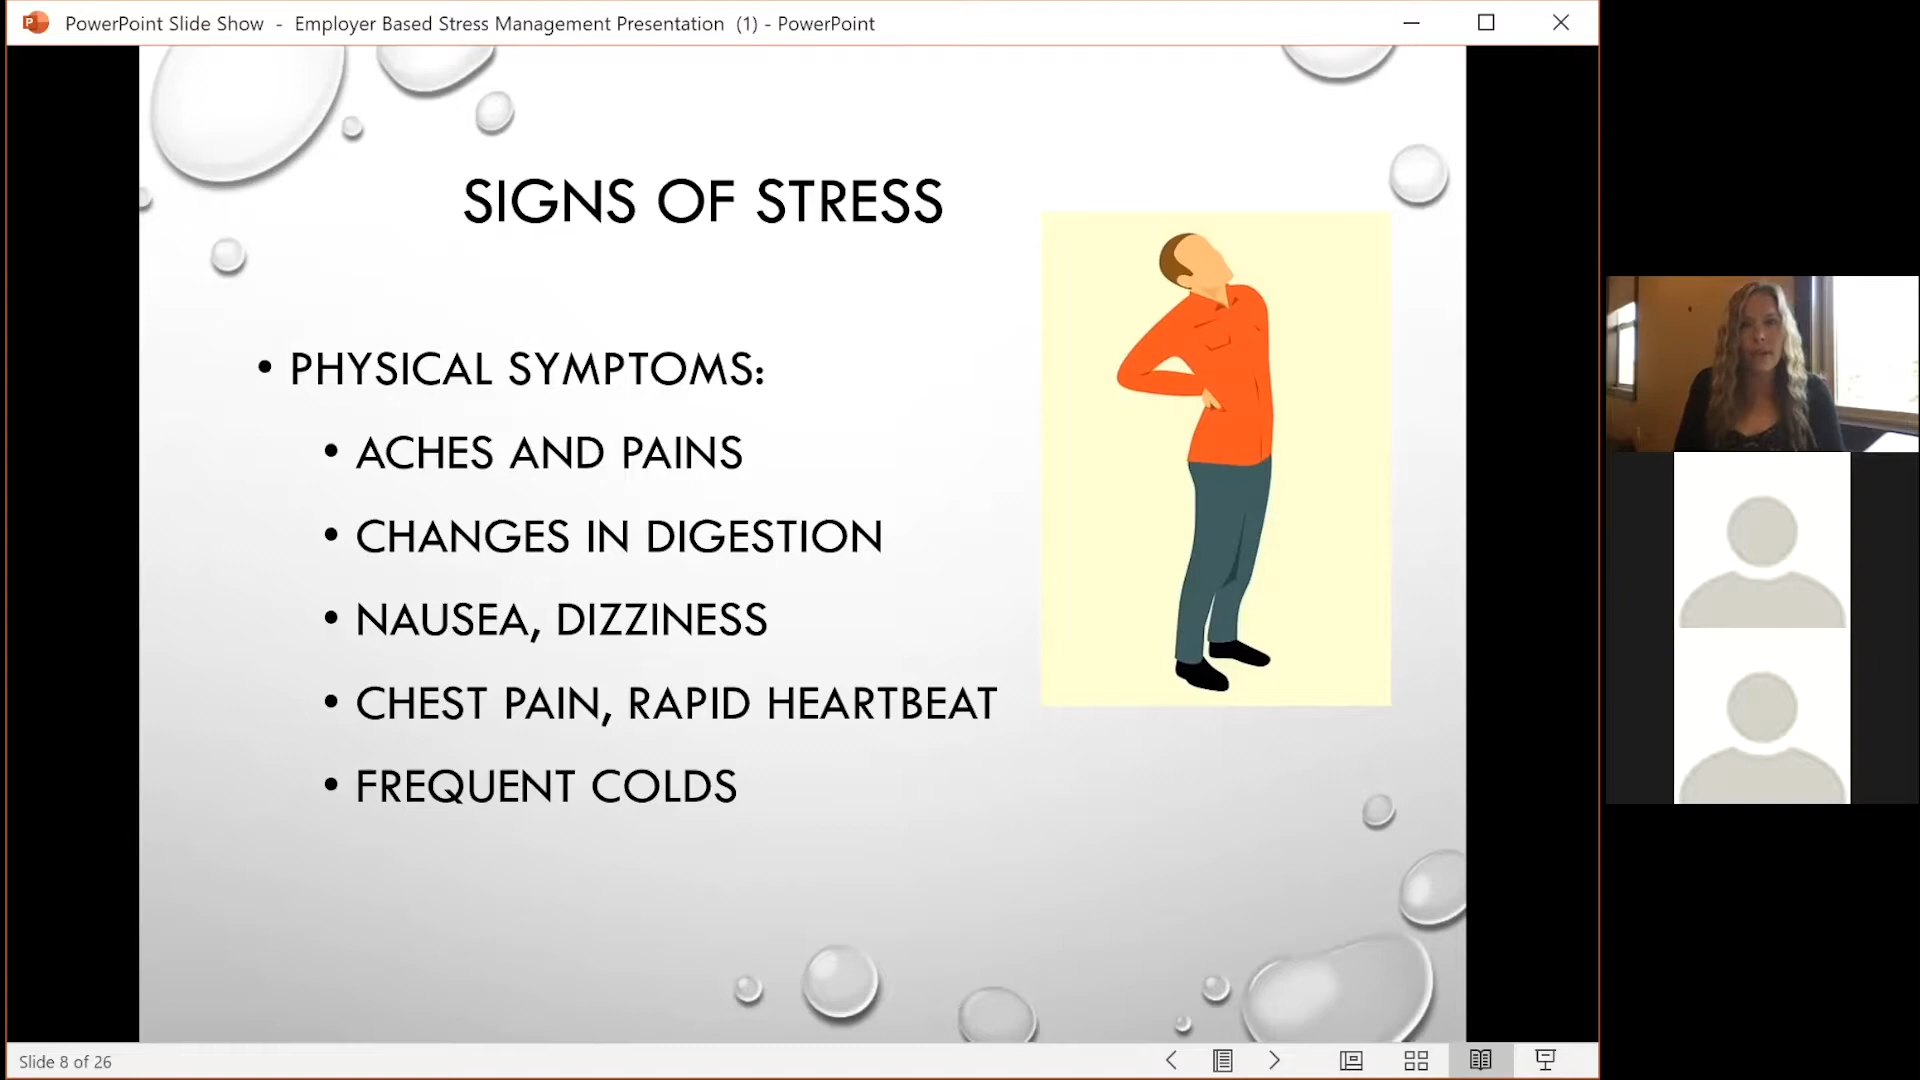 PowerPoint Slide Show - Employer Based Stress Management Presentation (1) - PowerPoint
SIGNS OF STRESS
• PHYSICAL SYMPTOMS:
• ACHES AND PAINS
• CHANGES IN DIGESTION
• NAUSEA, DIZZINESS
• CHEST PAIN, RAPID HEARTBEAT
• FREQUENT COLDS
Slide 8 of 26